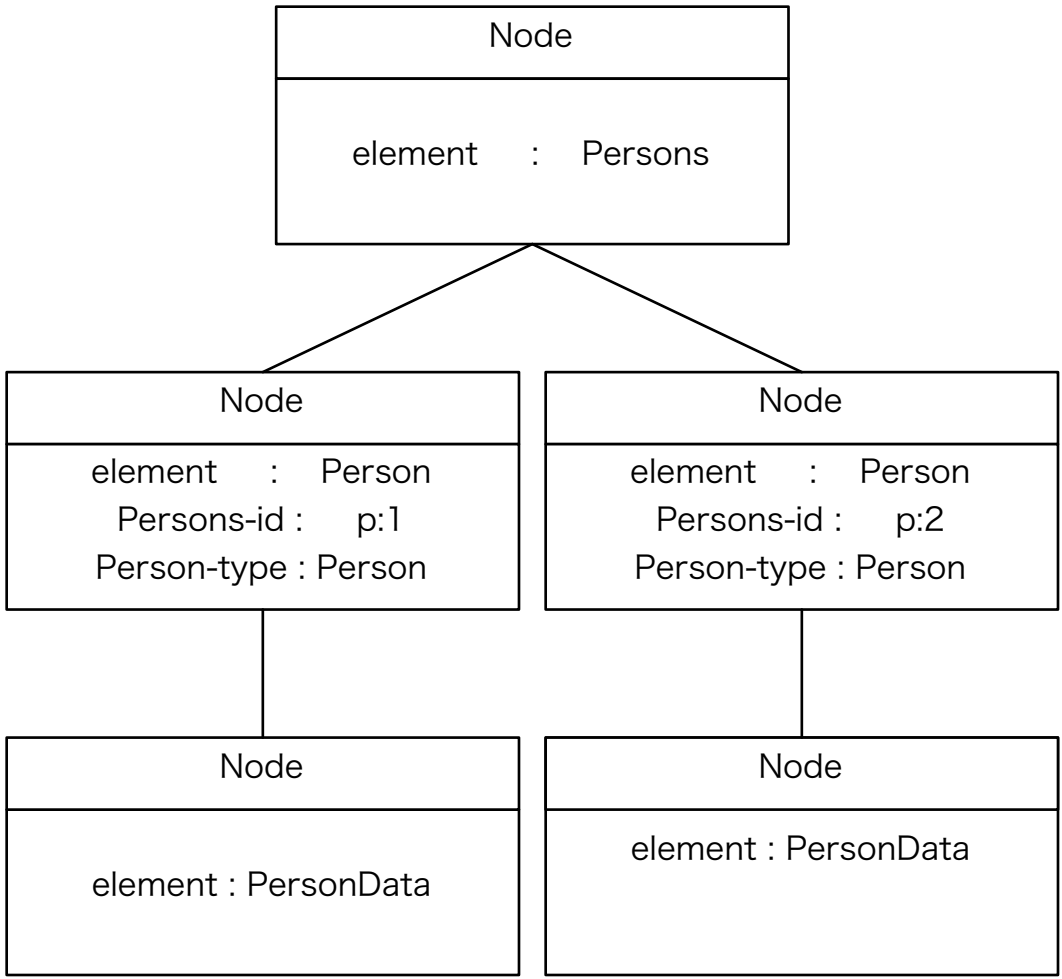 Node
element : Persons
Node
element : Person
Persons-id : p:1
Person-type : Person
Node
element : Person
Persons-id : p:2
Person-type : Person
Node
element : PersonData
Node
element : PersonData